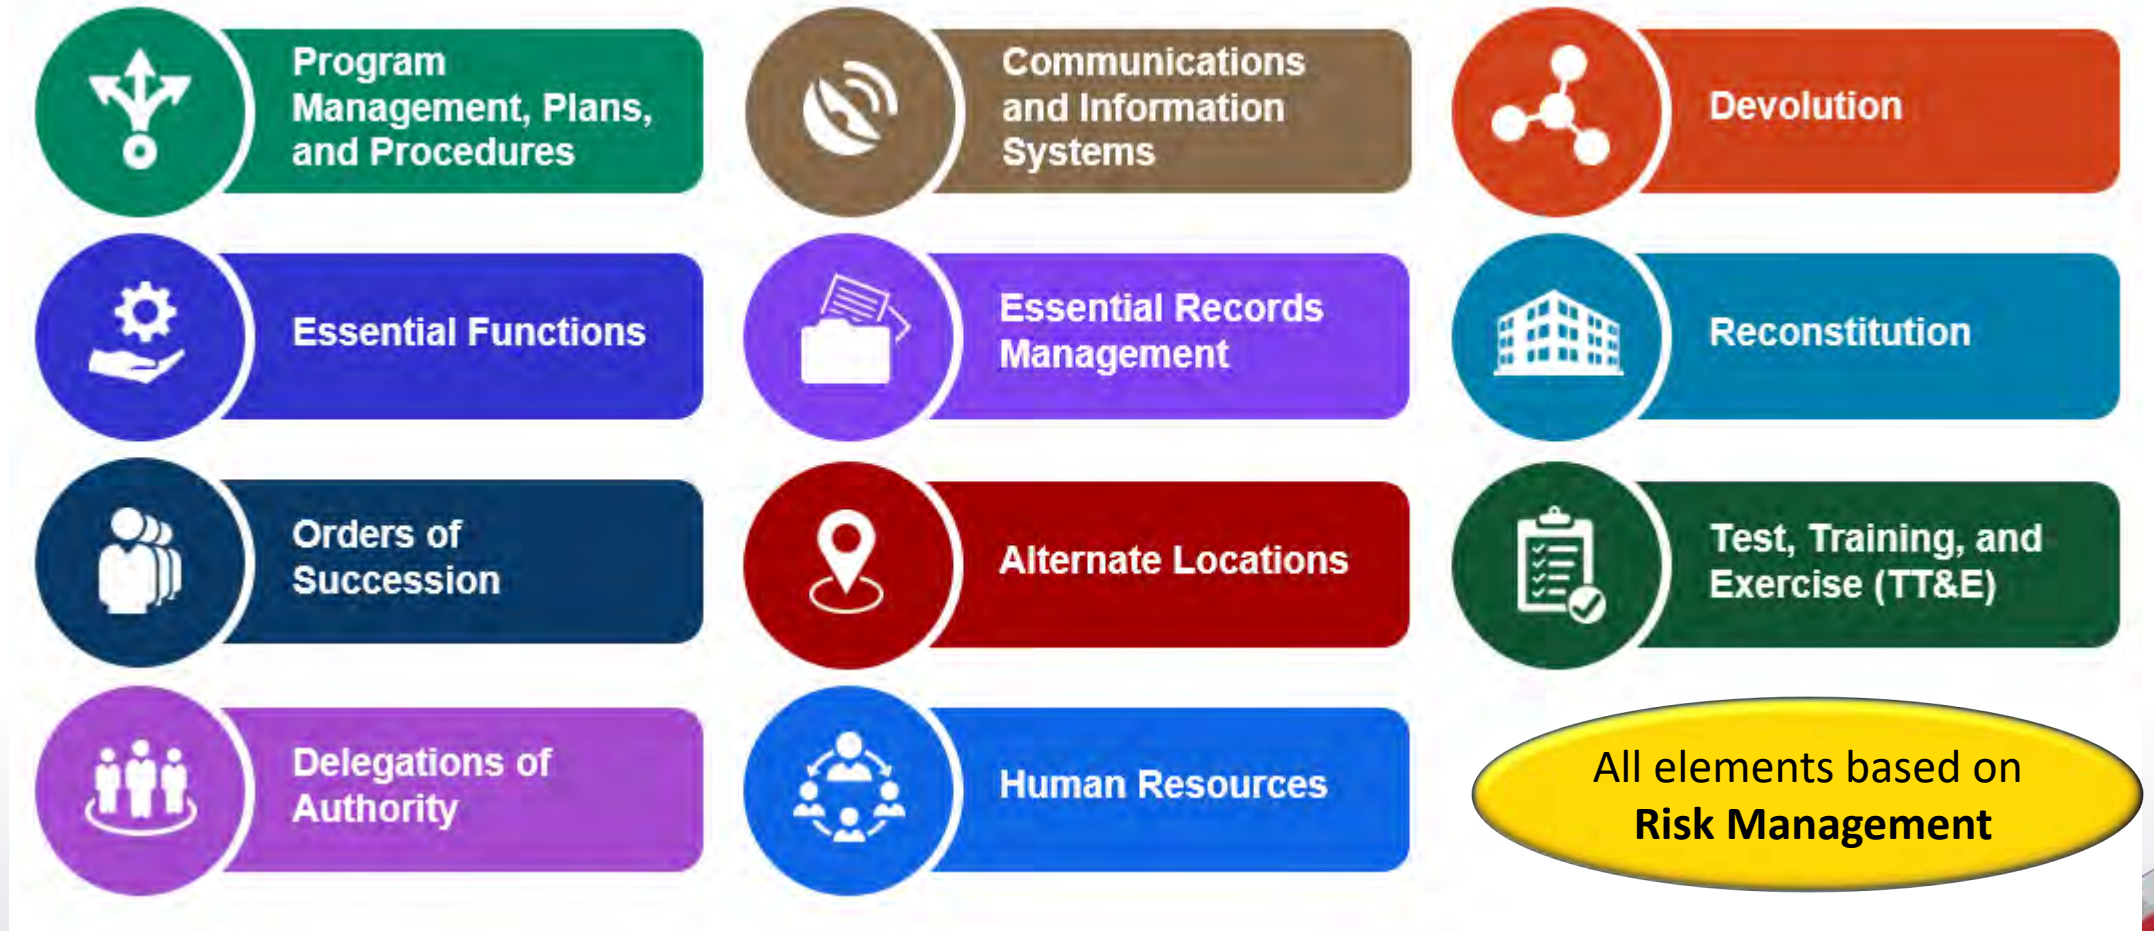 Program
Management, Plans,
and Procedures
Essential Functions
Orders of
Succession
Delegations of
Authority
Communications
and Information
Systems
Essential Records
Management
Alternate Locations
Human Resources
Devolution
Reconstitution
Test, Training, and
Exercise (TT&E)
All elements based on
Risk Management